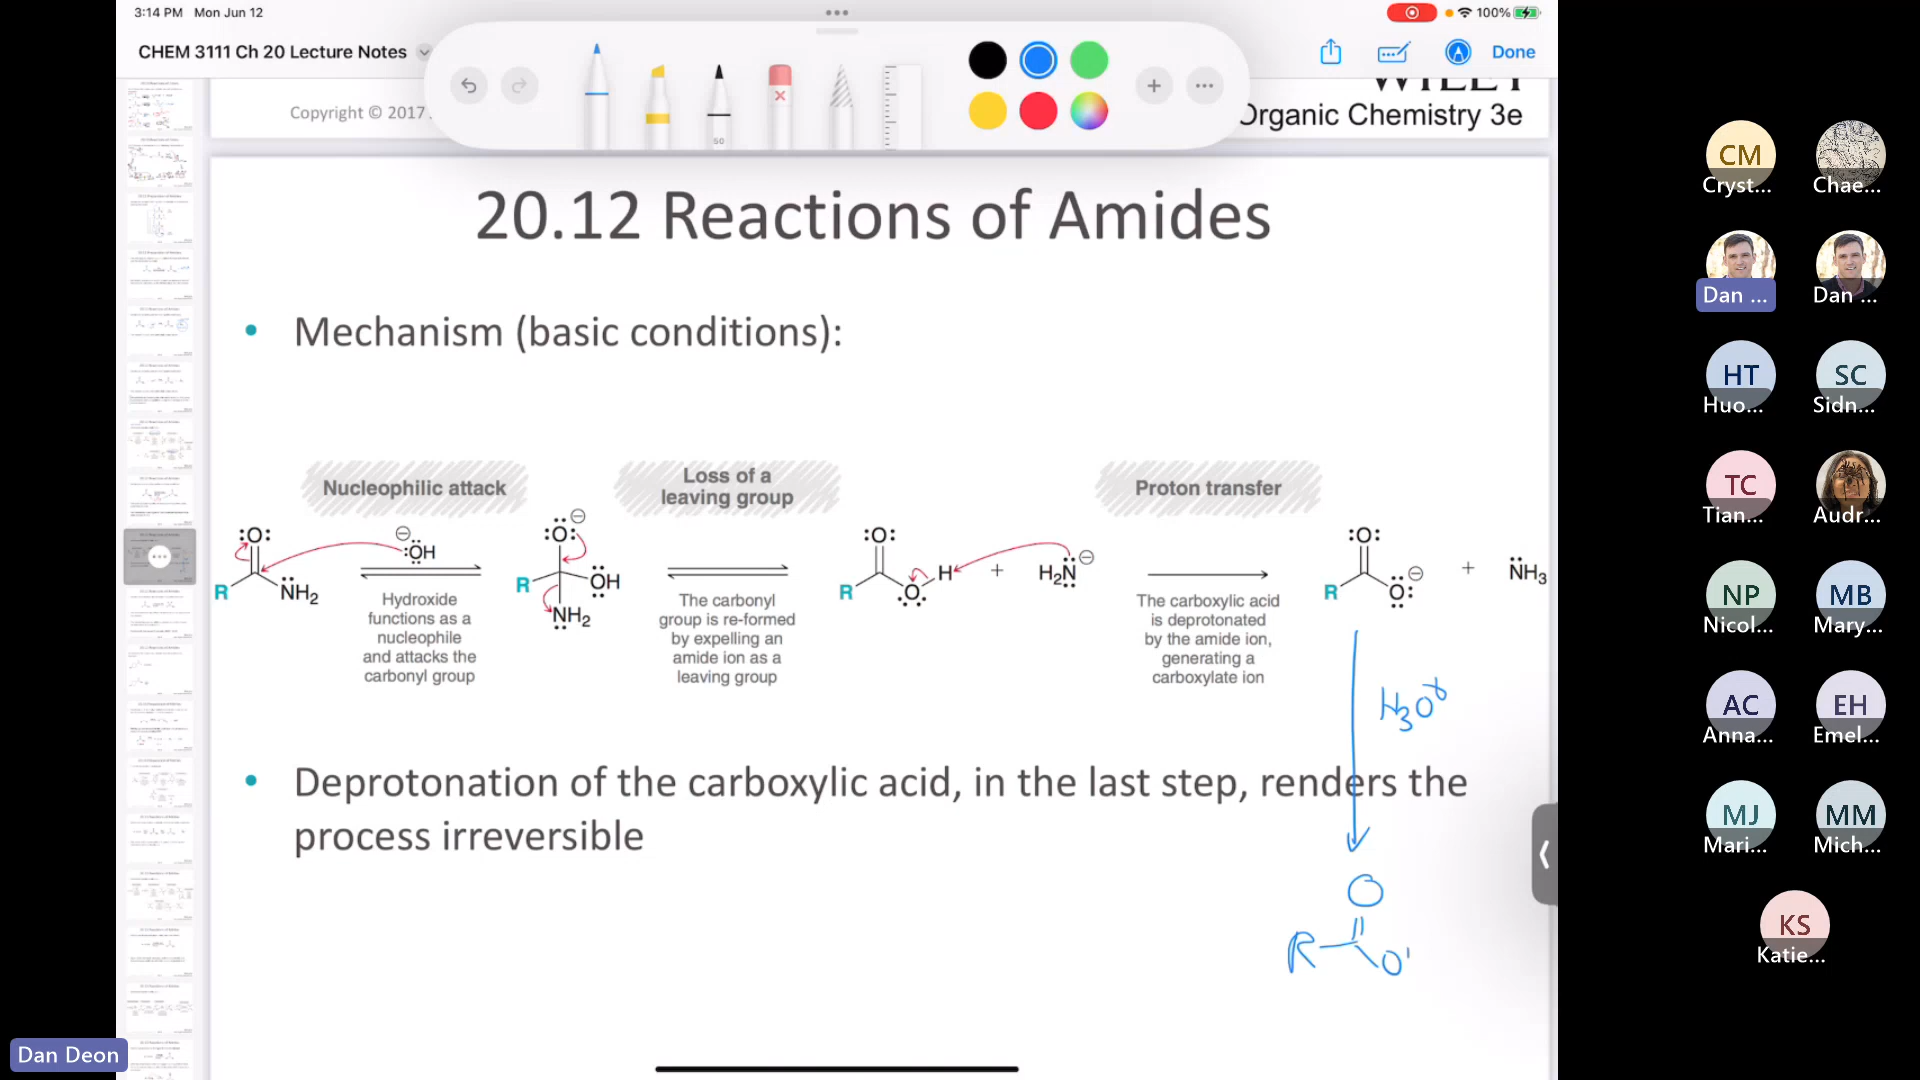 3:14 PM Mon Jun 12
100%
CHEM 3111 Ch 20 Lecture Notes
Done
50
Copyright © 2017
WILEY
Organic Chemistry 3e
20.12 Reactions of Amides
• Mechanism (basic conditions):
Nucleophilic attack
Loss of a
leaving group
Proton transfer
:O:
R
NH2
⊖
:OH
Hydroxide
functions as a
nucleophile
and attacks the
carbonyl group
:O:
⊖
R
OH
NH2
The carbonyl
group is re-formed
by expelling an
amide ion as a
leaving group
:O:
R
O
H
+
H2N
⊖
The carboxylic acid
is deprotonated
by the amide ion,
generating a
carboxylate ion
:O:
R
O:
⊖
+
NH3
H3O+
• Deprotonation of the carboxylic acid, in the last step, renders the
process irreversible
O
R
O
CM
Cryst...
Chae...
Dan ...
Dan ...
HT
Huo...
SC
Sidn...
TC
Tian...
Audr...
NP
Nicol...
MB
Mary...
AC
Anna...
EH
Emel...
MJ
Mari...
MM
Mich...
KS
Katie...
Dan Deon